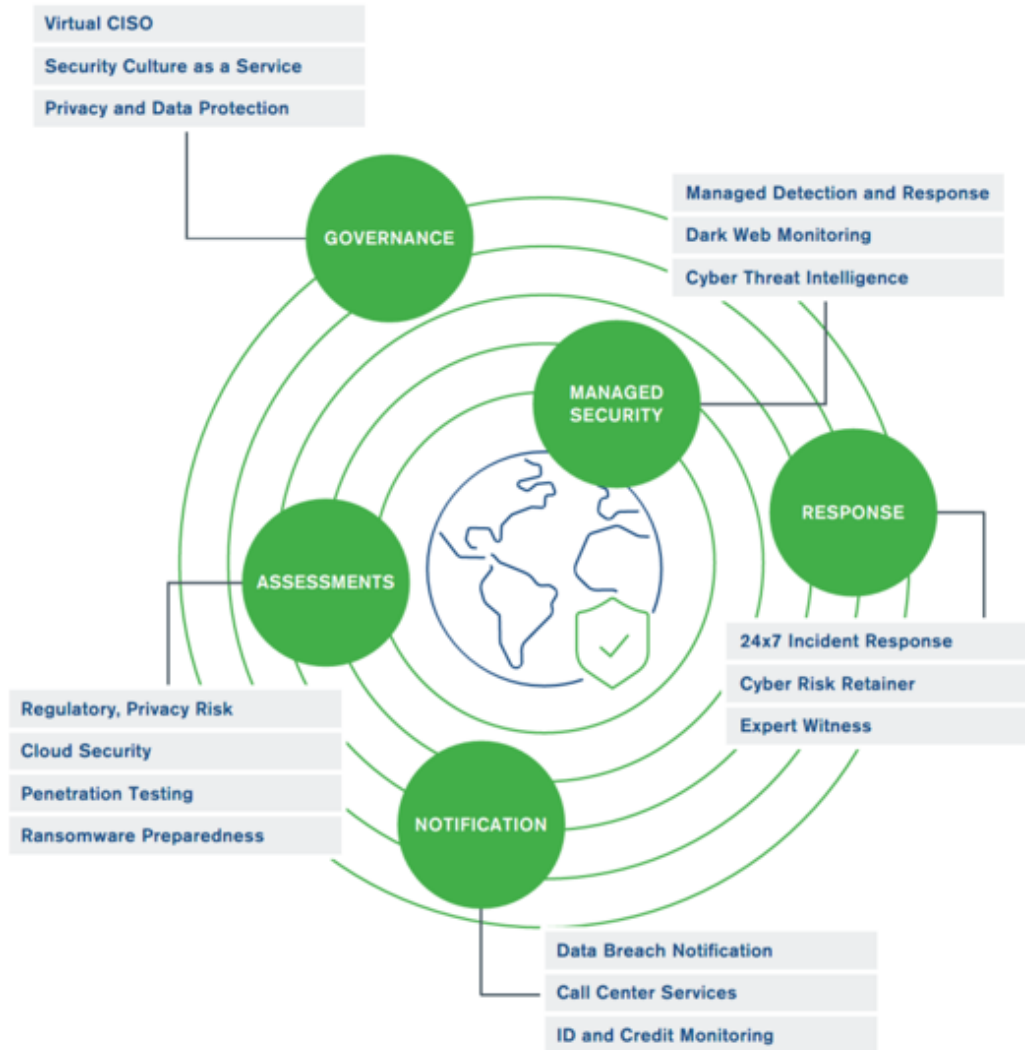 Virtual CISO
Security Culture as a Service
Privacy and Data Protection
GOVERNANCE
Managed Detection and Response
Dark Web Monitoring
Cyber Threat Intelligence
MANAGED
SECURITY
RESPONSE
24x7 Incident Response
Cyber Risk Retainer
Expert Witness
ASSESSMENTS
Regulatory, Privacy Risk
Cloud Security
Penetration Testing
Ransomware Preparedness
NOTIFICATION
Data Breach Notification
Call Center Services
ID and Credit Monitoring